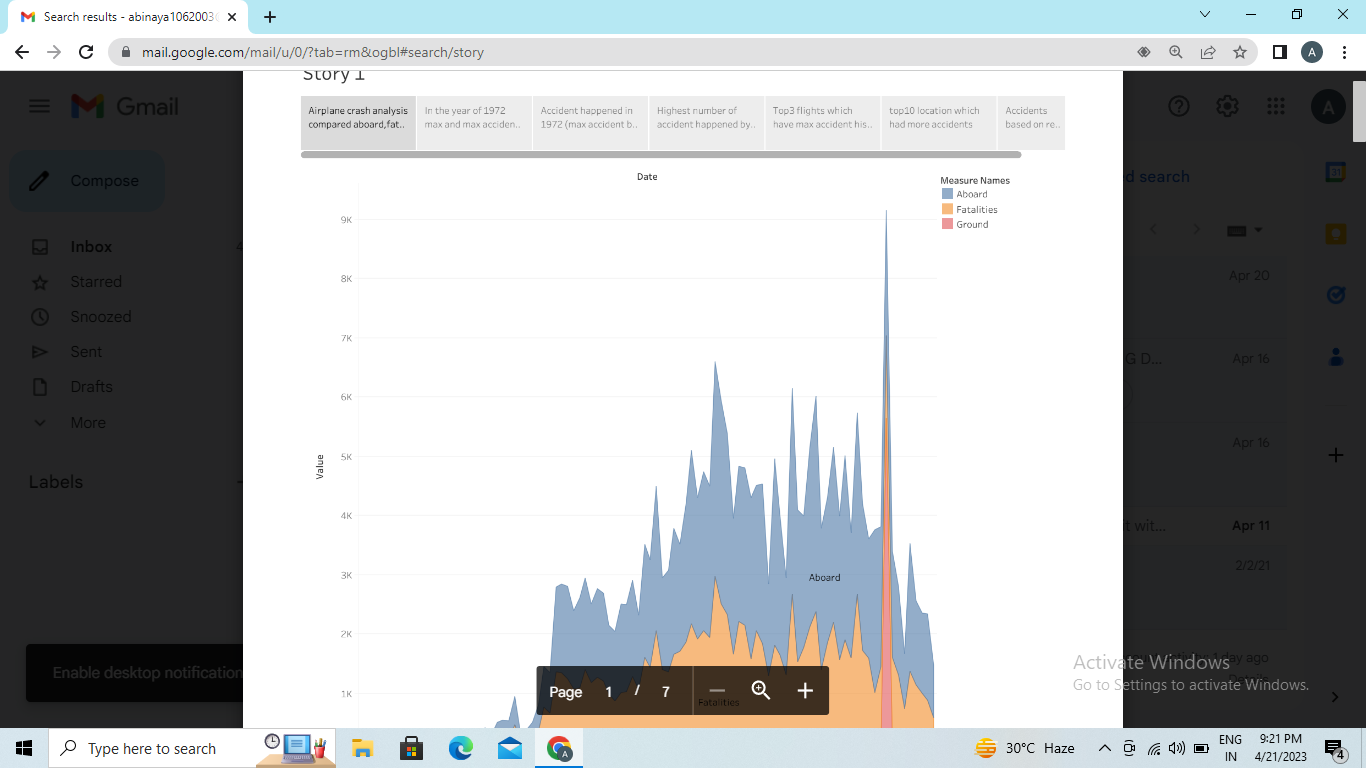 Search results - abinaya1062003
mail.google.com/mail/u/0/?tab=rm&ogbl#search/story
A
Gmail
A
Compose
Inbox
4
Starred
Snoozed
Sent
Drafts
More
Labels
Enable desktop notification
Story 1
Airplane crash analysis
compared aboard,fat..
In the year of 1972
max and max acciden..
Accident happened in
1972 (max accident b..
Highest number of
accident happened by..
Top3 flights which
have max accident his..
top10 location which
had more accidents
Accidents
based on re..
Date
Measure Names
Aboard
Fatalities
Ground
9K
8K
7K
6K
5K
4K
3K
2K
1K
Value
Aboard
Fatalities
Page 1 / 7
d search
31
Apr 20
G D...
Apr 16
Apr 16
t wit...
Apr 11
2/2/21
1 day ago
Activate Windows
Go to Settings to activate Windows.
Type here to search
A
30°C Haze
ENG
IN
9:21 PM
4/21/2023
4